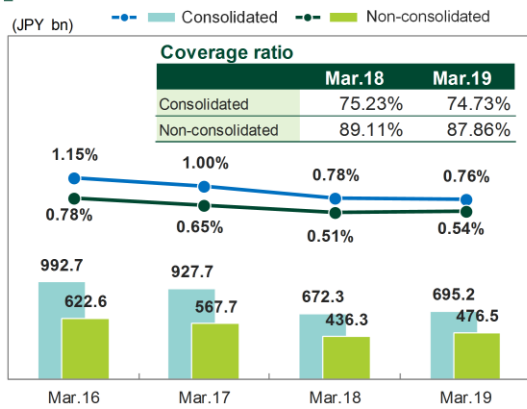 (JPY bn)
Consolidated
Non-consolidated
Coverage ratio
Mar.18 Mar.19
Consolidated 75.23% 74.73%
Non-consolidated 89.11% 87.86%
1.15% 1.00% 0.78% 0.76%
0.78% 0.65% 0.51% 0.54%
992.7 927.7 672.3 695.2
622.6 567.7 436.3 476.5
Mar.16 Mar.17 Mar.18 Mar.19